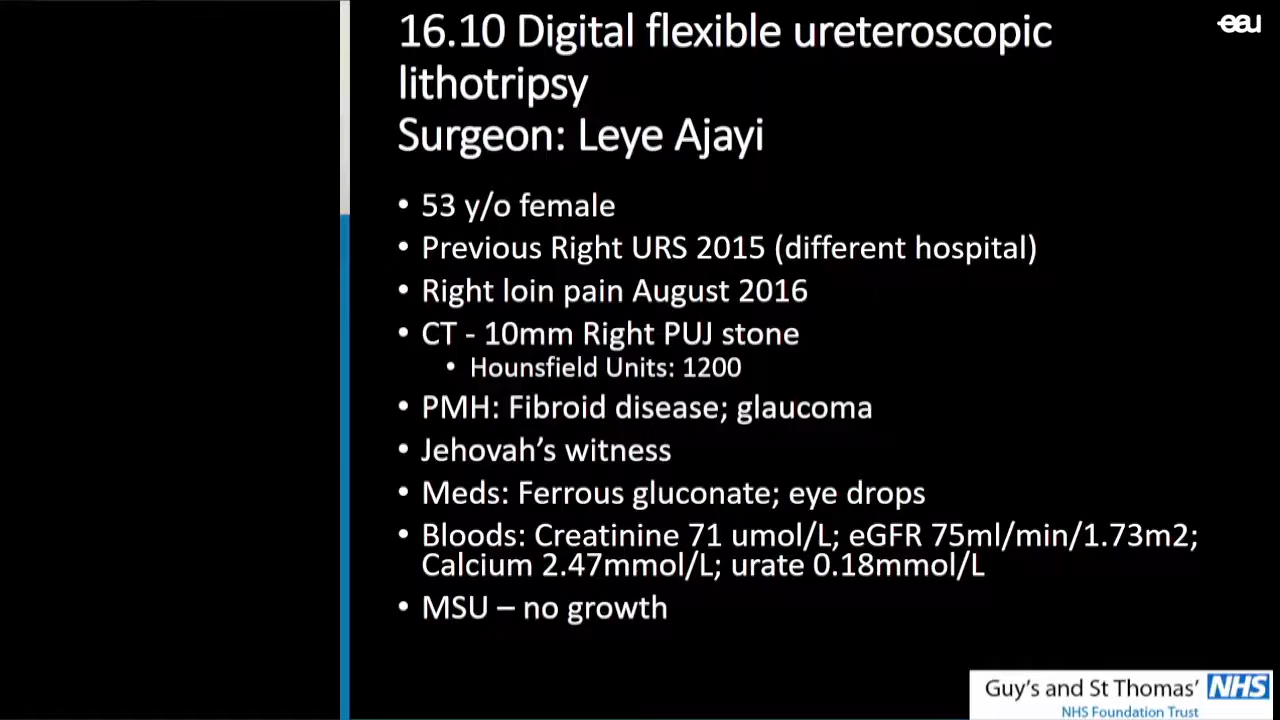 eau
16.10 Digital flexible ureteroscopic
lithotripsy
Surgeon: Leye Ajayi
• 53 y/o female
• Previous Right URS 2015 (different hospital)
• Right loin pain August 2016
• CT - 10mm Right PUJ stone
• Hounsfield Units: 1200
• PMH: Fibroid disease; glaucoma
• Jehovah’s witness
• Meds: Ferrous gluconate; eye drops
• Bloods: Creatinine 71 umol/L; eGFR 75ml/min/1.73m2;
Calcium 2.47mmol/L; urate 0.18mmol/L
• MSU – no growth
Guy’s and St Thomas’ NHS
NHS Foundation Trust